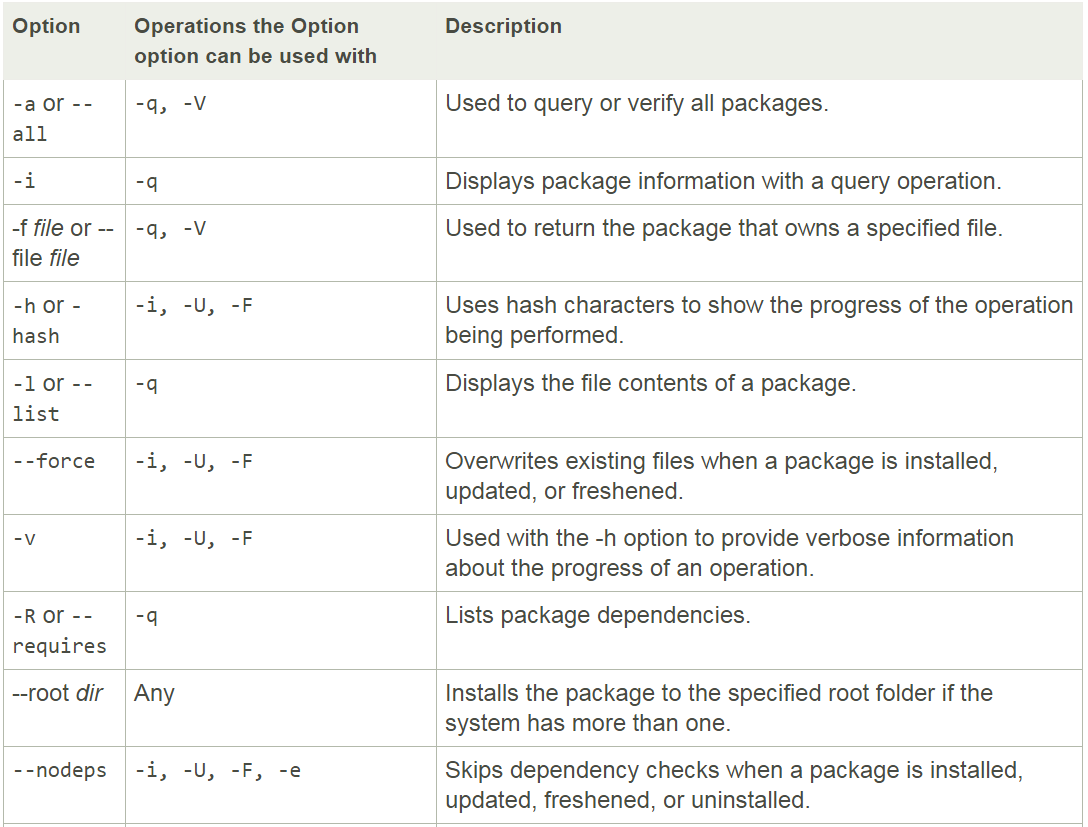 Option Operations the Option Description
option can be used with
-a or -- -q, -V Used to query or verify all packages.
all
-i -q Displays package information with a query operation.
-f file or -- -q, -V Used to return the package that owns a specified file.
file file
-h or - -i, -U, -F Uses hash characters to show the progress of the operation
hash being performed.
-l or -- -q Displays the file contents of a package.
list
--force -i, -U, -F Overwrites existing files when a package is installed,
updated, or freshened.
-v -i, -U, -F Used with the -h option to provide verbose information
about the progress of an operation.
-R or -- -q Lists package dependencies.
requires
--root dir Any Installs the package to the specified root folder if the
system has more than one.
--nodeps -i, -U, -F, -e Skips dependency checks when a package is installed,
updated, freshened, or uninstalled.